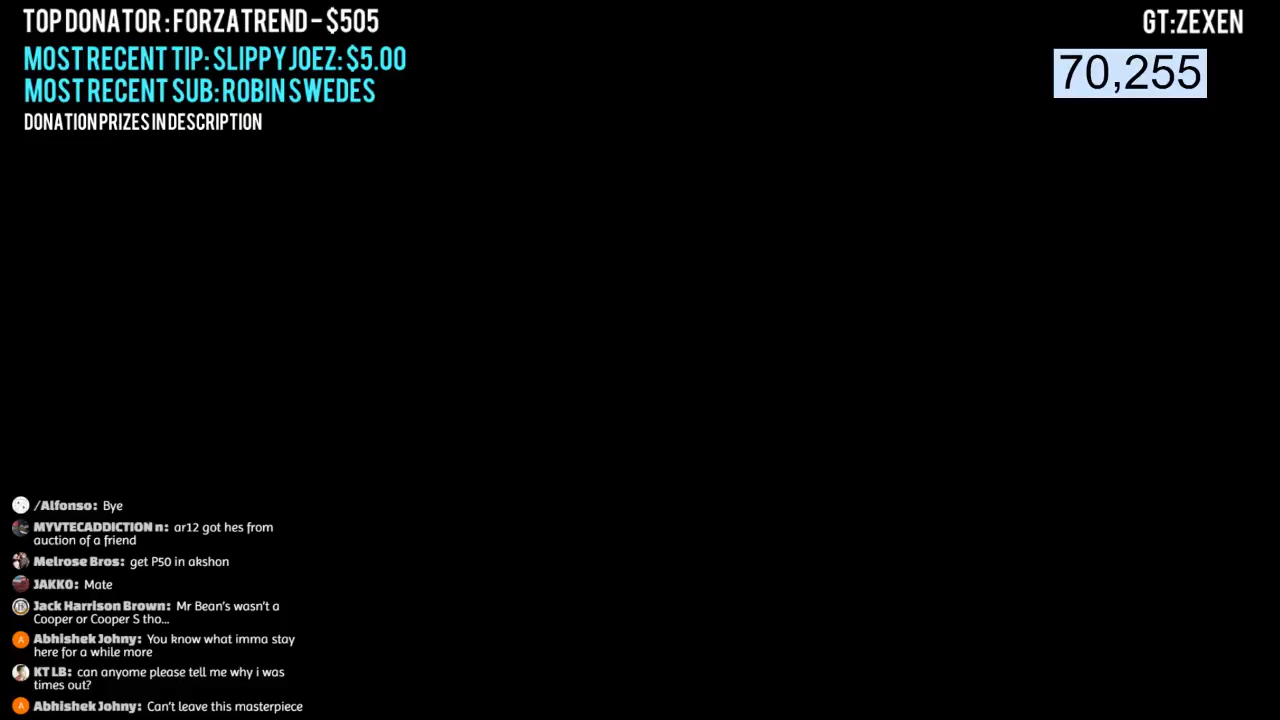 TOP DONATOR : FORZATREND - $505
GT:ZEXEN
MOST RECENT TIP: SLIPPY JOEZ: $5.00
70,255
MOST RECENT SUB: ROBIN SWEDES
DONATION PRIZES IN DESCRIPTION
/Alfonso: Bye
MYVTECADDICTION n: ar12 got hes from
auction of a friend
Melrose Bros: get P50 in akshon
JAKKO: Mate
Jack Harrison Brown: Mr Bean's wasn't a
Cooper or Cooper S tho...
A Abhishek Johny: You know what imma stay
here for a while more
KT LB: can anyone please tell me why i was
times out?
A Abhishek Johny: Can't leave this masterpiece